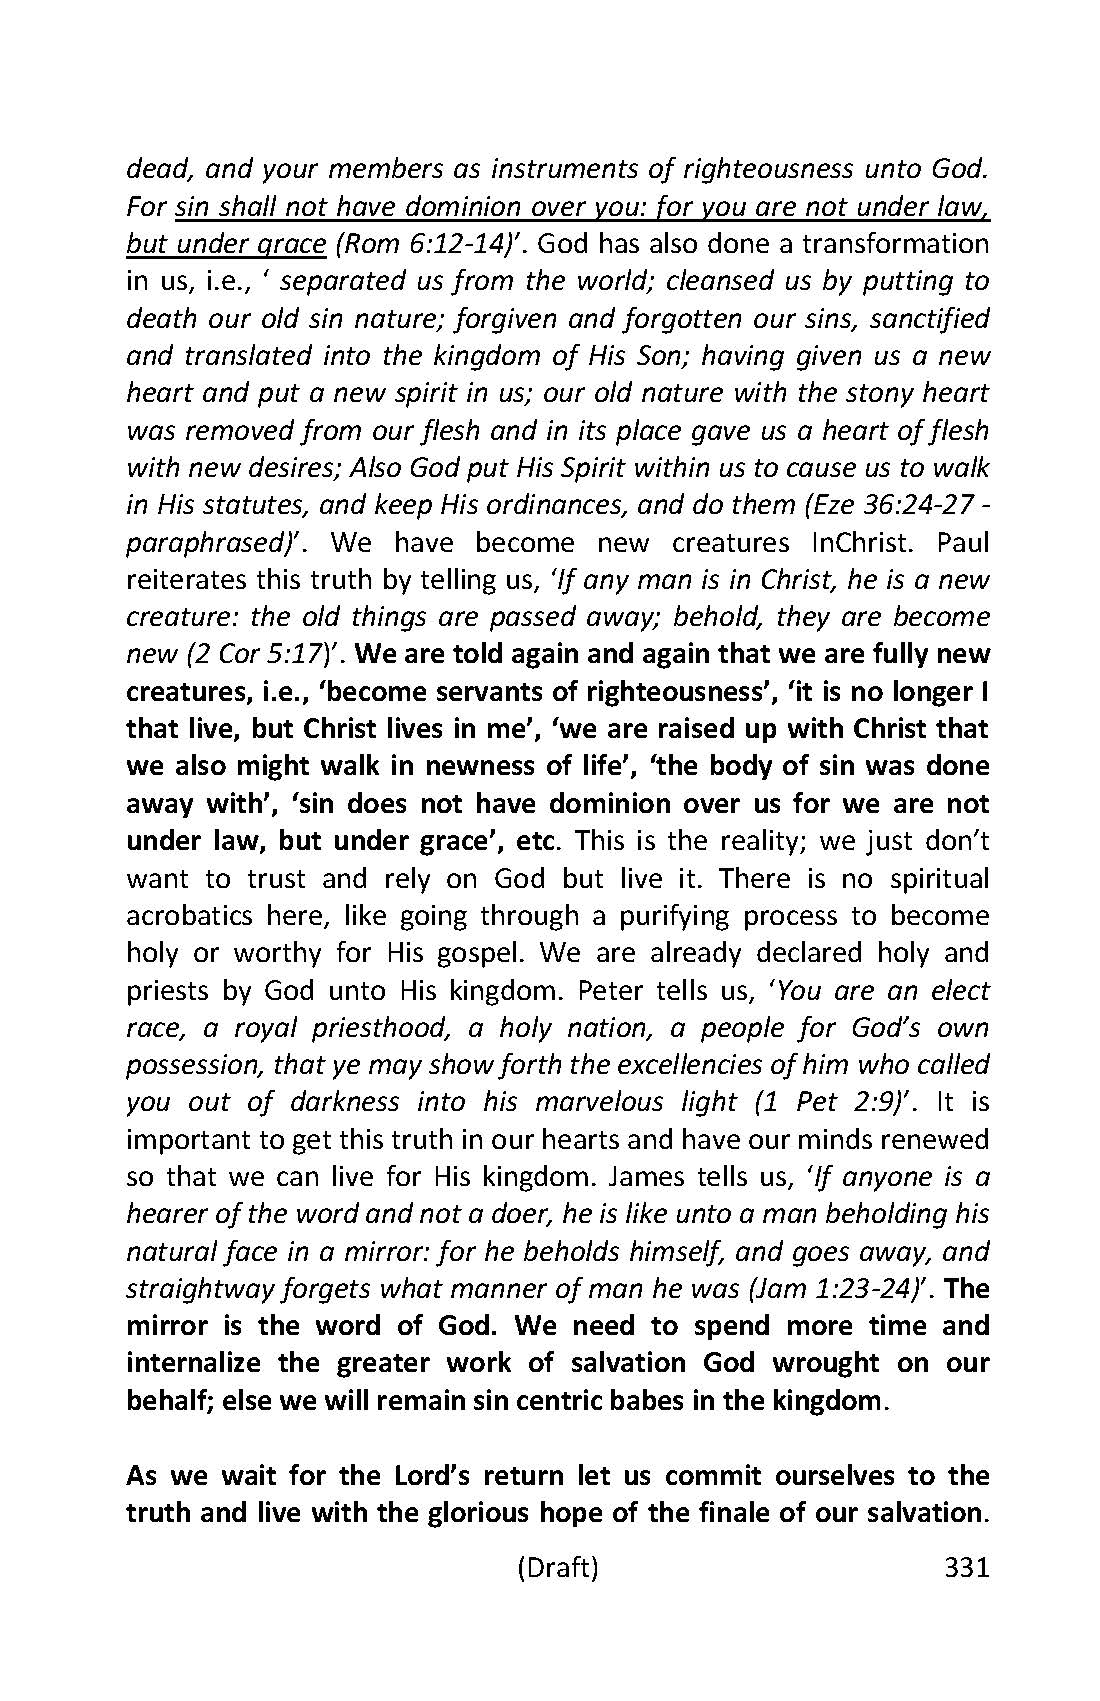 dead, and your members as instruments of righteousness unto God.
For sin shall not have dominion over you: for you are not under law,
but under grace (Rom 6:12-14)’. God has also done a transformation
in us, i.e., ‘ separated us from the world; cleansed us by putting to
death our old sin nature; forgiven and forgotten our sins, sanctified
and translated into the kingdom of His Son; having given us a new
heart and put a new spirit in us; our old nature with the stony heart
was removed from our flesh and in its place gave us a heart of flesh
with new desires; Also God put His Spirit within us to cause us to walk
in His statutes, and keep His ordinances, and do them (Eze 36:24-27 -
paraphrased)’. We have become new creatures InChrist. Paul
reiterates this truth by telling us, ‘If any man is in Christ, he is a new
creature: the old things are passed away; behold, they are become
new (2 Cor 5:17)’. We are told again and again that we are fully new
creatures, i.e., ‘become servants of righteousness’, ‘it is no longer I
that live, but Christ lives in me’, ‘we are raised up with Christ that
we also might walk in newness of life’, ‘the body of sin was done
away with’, ‘sin does not have dominion over us for we are not
under law, but under grace’, etc. This is the reality; we just don’t
want to trust and rely on God but live it. There is no spiritual
acrobatics here, like going through a purifying process to become
holy or worthy for His gospel. We are already declared holy and
priests by God unto His kingdom. Peter tells us, ‘You are an elect
race, a royal priesthood, a holy nation, a people for God’s own
possession, that ye may show forth the excellencies of him who called
you out of darkness into his marvelous light (1 Pet 2:9)’. It is
important to get this truth in our hearts and have our minds renewed
so that we can live for His kingdom. James tells us, ‘If anyone is a
hearer of the word and not a doer, he is like unto a man beholding his
natural face in a mirror: for he beholds himself, and goes away, and
straightway forgets what manner of man he was (Jam 1:23-24)’. The
mirror is the word of God. We need to spend more time and
internalize the greater work of salvation God wrought on our
behalf; else we will remain sin centric babes in the kingdom.
As we wait for the Lord’s return let us commit ourselves to the
truth and live with the glorious hope of the finale of our salvation.
(Draft) 331